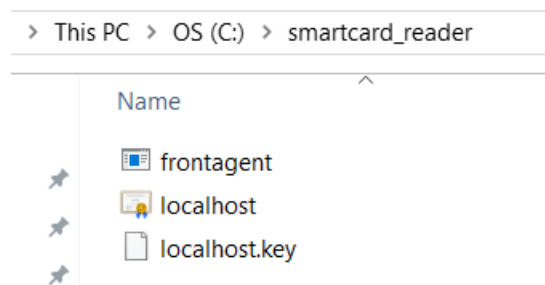 > This PC > OS (C:) > smartcard_reader
Name
frontagent
localhost
localhost.key